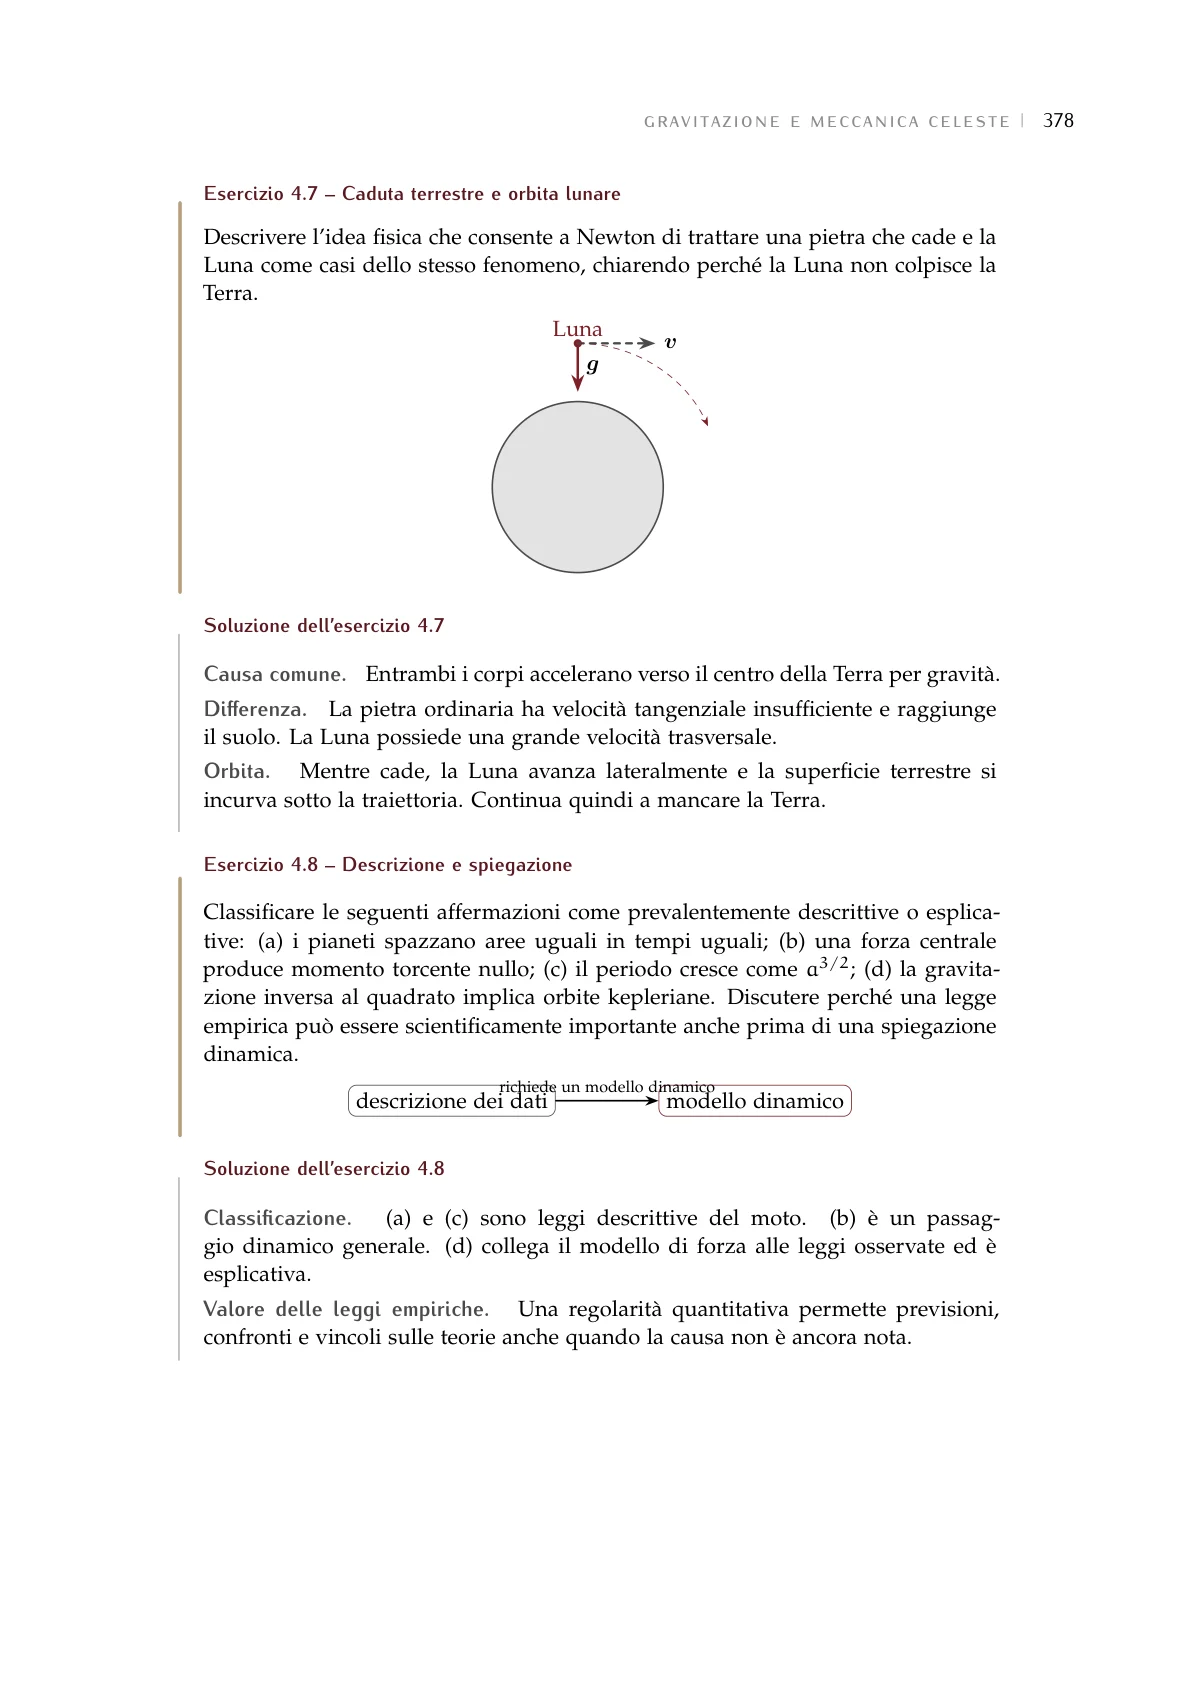 GRAVITAZIONE E MECCANICA CELESTE | 378
Esercizio 4.7 – Caduta terrestre e orbita lunare
Descrivere l'idea fisica che consente a Newton di trattare una pietra che cade e la
Luna come casi dello stesso fenomeno, chiarendo perché la Luna non colpisce la
Terra.
Luna
v
g
Soluzione dell'esercizio 4.7
Causa comune. Entrambi i corpi accelerano verso il centro della Terra per gravità.
Differenza. La pietra ordinaria ha velocità tangenziale insufficiente e raggiunge
il suolo. La Luna possiede una grande velocità trasversale.
Orbita. Mentre cade, la Luna avanza lateralmente e la superficie terrestre si
incurva sotto la traiettoria. Continua quindi a mancare la Terra.
Esercizio 4.8 – Descrizione e spiegazione
Classificare le seguenti affermazioni come prevalentemente descrittive o esplica-
tive: (a) i pianeti spazzano aree uguali in tempi uguali; (b) una forza centrale
produce momento torcente nullo; (c) il periodo cresce come a^{3/2}; (d) la gravita-
zione inversa al quadrato implica orbite kepleriane. Discutere perché una legge
empirica può essere scientificamente importante anche prima di una spiegazione
dinamica.
richiede un modello dinamico
descrizione dei dati modello dinamico
Soluzione dell'esercizio 4.8
Classificazione. (a) e (c) sono leggi descrittive del moto. (b) è un passag-
gio dinamico generale. (d) collega il modello di forza alle leggi osservate ed è
esplicativa.
Valore delle leggi empiriche. Una regolarità quantitativa permette previsioni,
confronti e vincoli sulle teorie anche quando la causa non è ancora nota.